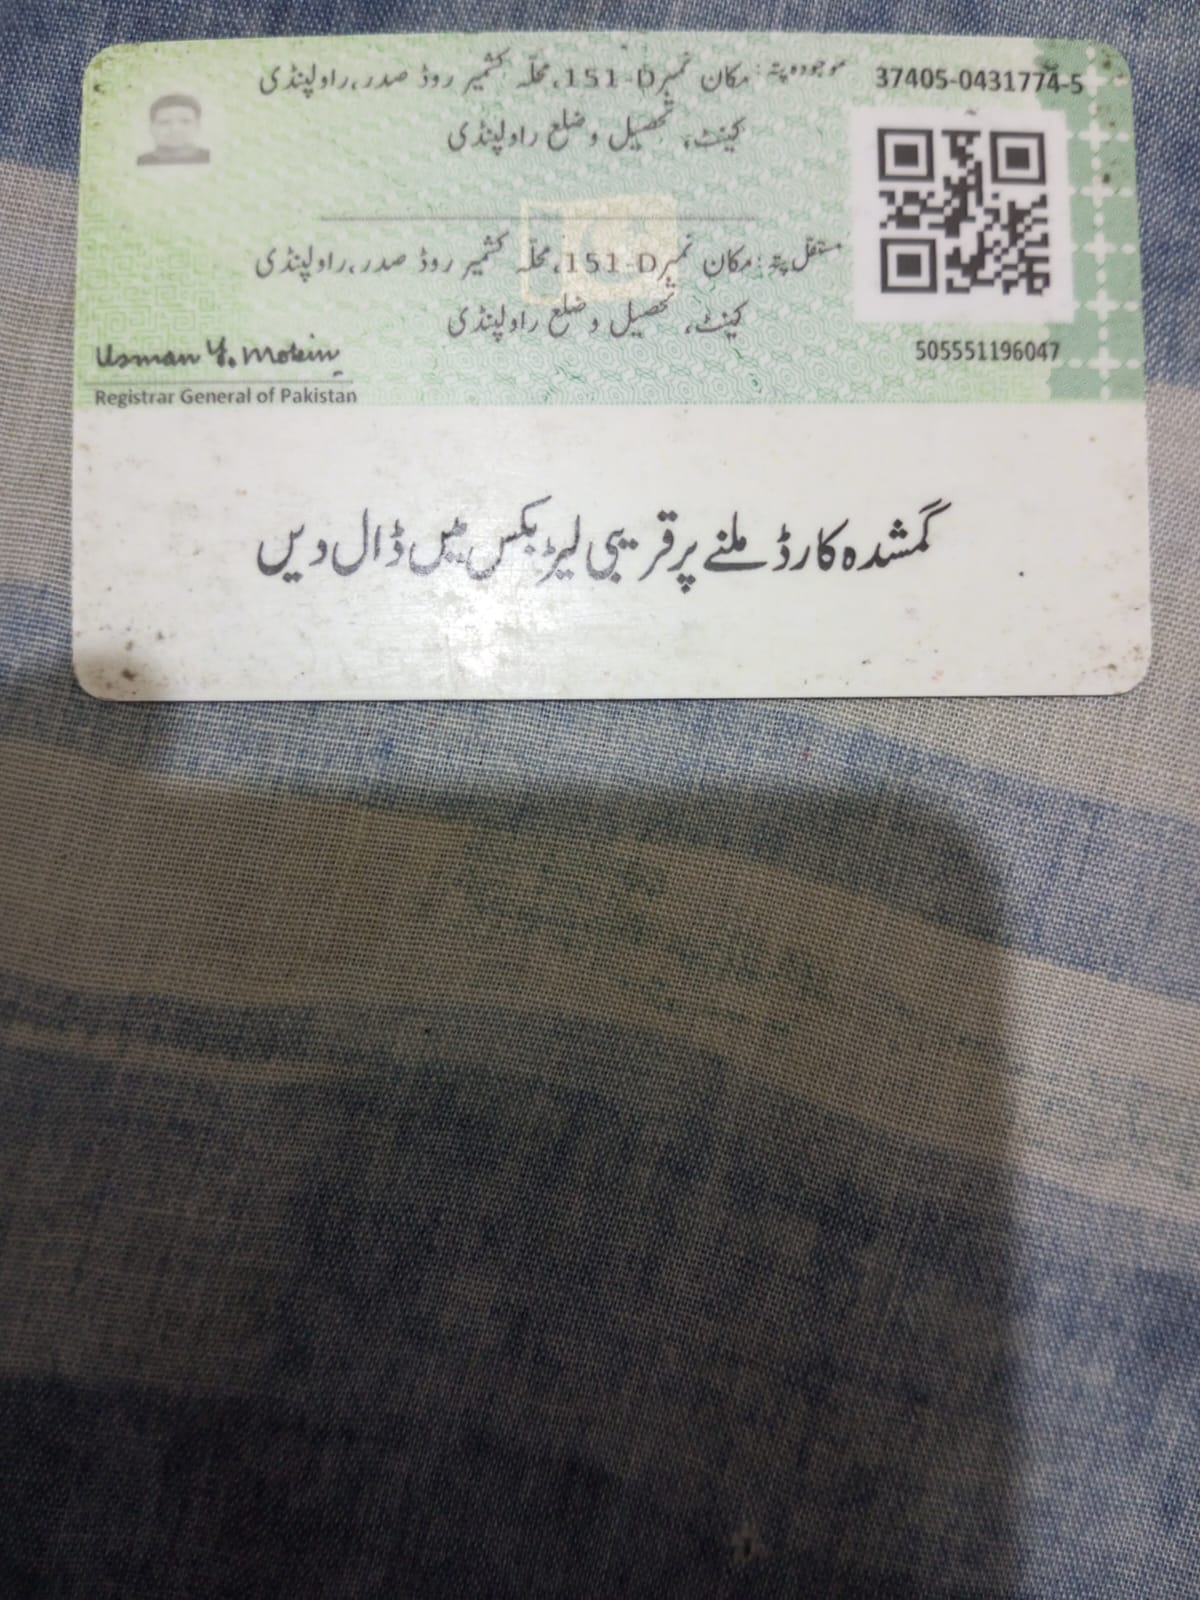 37405-0431774-5
موجودہ پتہ: مکان نمبر 151-D، محلہ کشمیر روڈ صدر، راولپنڈی
کینٹ، تحصیل و ضلع راولپنڈی
مستقل پتہ: مکان نمبر 151-D، محلہ کشمیر روڈ صدر، راولپنڈی
کینٹ، تحصیل و ضلع راولپنڈی
505551196047
Usman Y. Mobin
Registrar General of Pakistan
گمشدہ کارڈ ملنے پر قریبی لیٹر بکس میں ڈال دیں